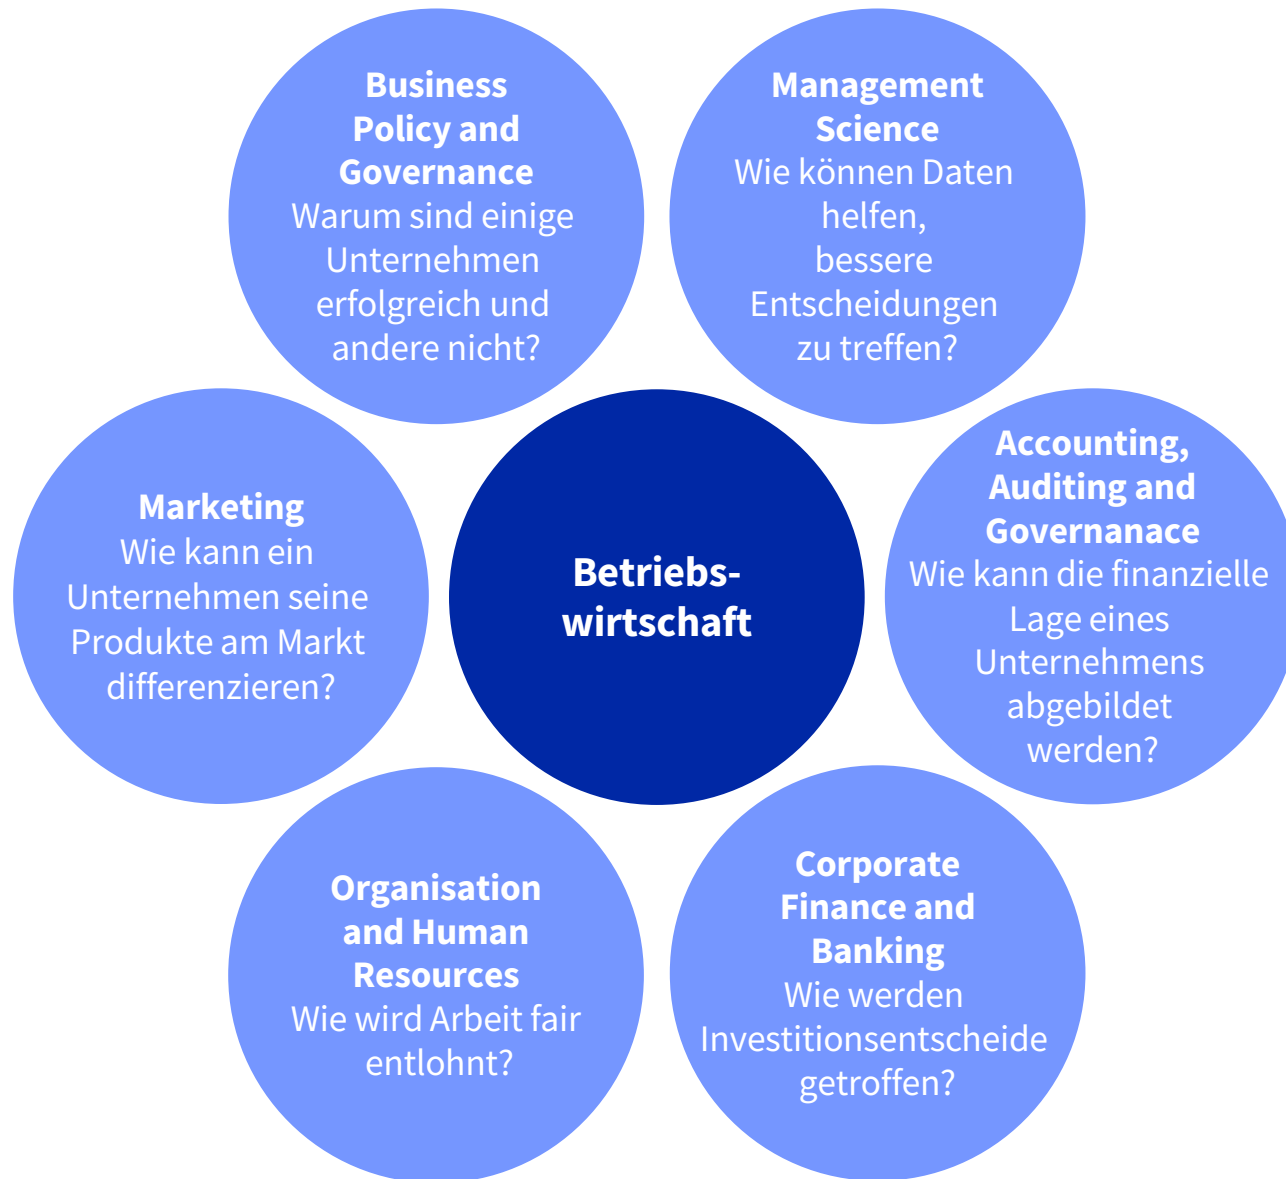 Business
Policy and
Governance
Warum sind einige
Unternehmen
erfolgreich und
andere nicht?
Management
Science
Wie können Daten
helfen,
bessere
Entscheidungen
zu treffen?
Marketing
Wie kann ein
Unternehmen seine
Produkte am Markt
differenzieren?
Betriebs-
wirtschaft
Accounting,
Auditing and
Governanace
Wie kann die finanzielle
Lage eines
Unternehmens
abgebildet
werden?
Organisation
and Human
Resources
Wie wird Arbeit fair
entlohnt?
Corporate
Finance and
Banking
Wie werden
Investitionsentscheide
getroffen?